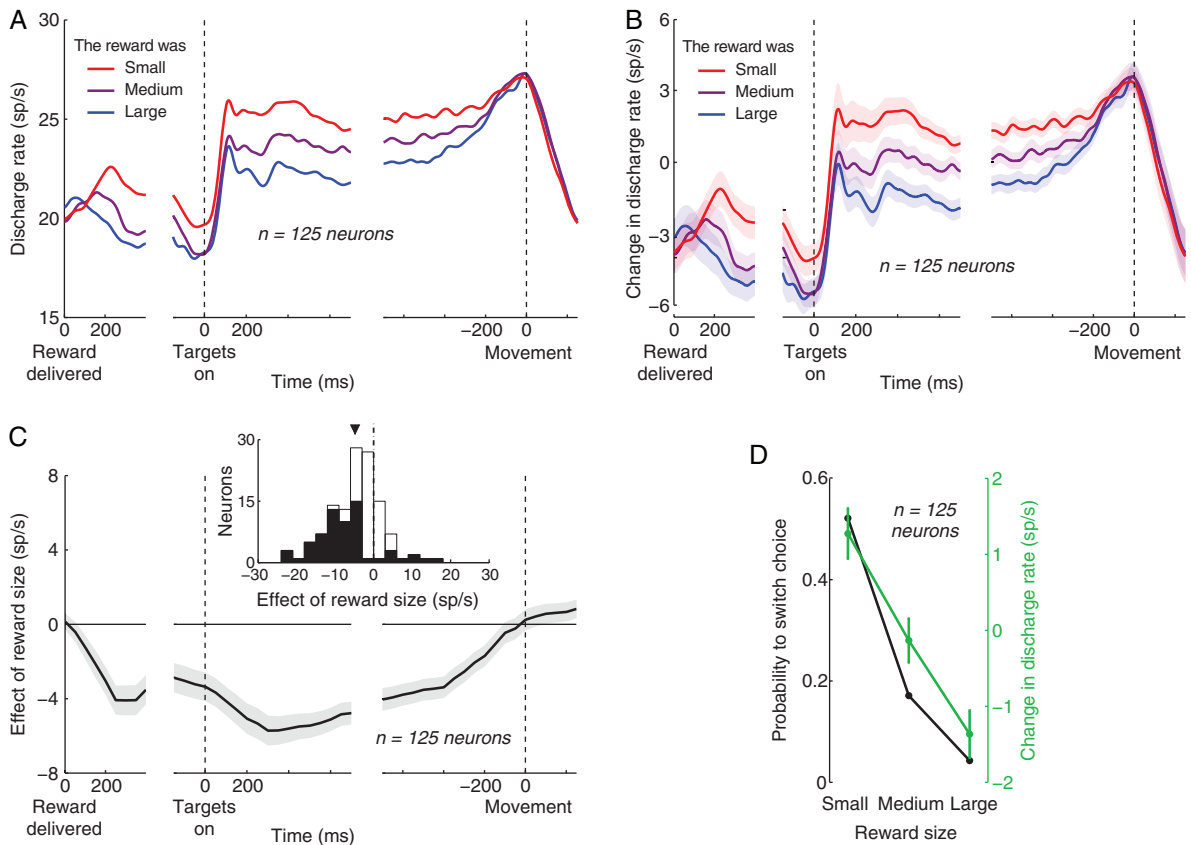 A
Discharge rate (sp/s)
30
25
20
15
The reward was
Small
Medium
Large
n = 125 neurons
0 200
0 200
−200 0
Reward
delivered
Targets
on
Movement
Time (ms)
B
Change in discharge rate (sp/s)
6
3
0
−3
−6
The reward was
Small
Medium
Large
n = 125 neurons
0 200
0 200
−200 0
Reward
delivered
Targets
on
Movement
Time (ms)
C
Effect of reward size (sp/s)
8
4
0
−4
−8
Neurons
30
15
0
−30 −20 −10 0 10 20 30
Effect of reward size (sp/s)
n = 125 neurons
0 200
0 200
−200 0
Reward
delivered
Targets
on
Movement
Time (ms)
D
Probability to switch choice
0.6
0.4
0.2
0
n = 125
neurons
2
1
0
−1
−2
Change in discharge rate (sp/s)
Small Medium Large
Reward size